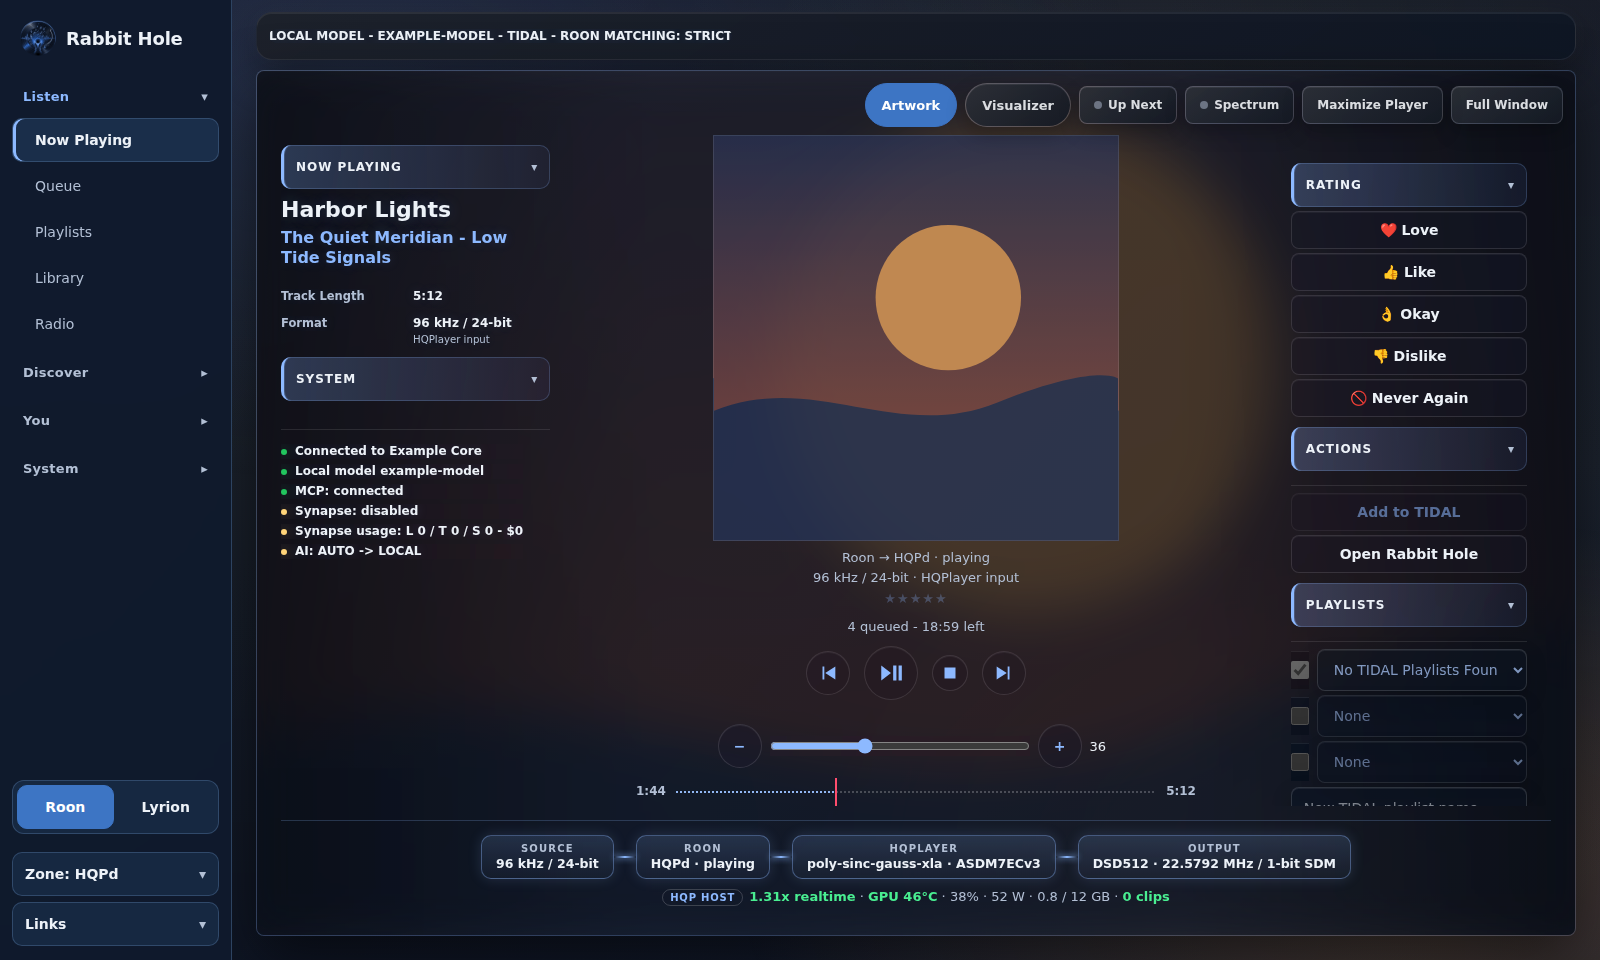 Rabbit Hole
Listen
Now Playing
Queue
Playlists
Library
Radio
Discover
You
System
Roon
Lyrion
Zone: HQPd
Links
LOCAL MODEL - EXAMPLE-MODEL - TIDAL - ROON MATCHING: STRICT
Artwork
Visualizer
Up Next
Spectrum
Maximize Player
Full Window
NOW PLAYING
Harbor Lights
The Quiet Meridian - Low
Tide Signals
Track Length 5:12
Format 96 kHz / 24-bit
HQPlayer input
SYSTEM
Connected to Example Core
Local model example-model
MCP: connected
Synapse: disabled
Synapse usage: L 0 / T 0 / S 0 - $0
AI: AUTO -> LOCAL
Roon → HQPd · playing
96 kHz / 24-bit · HQPlayer input
★★★★★
4 queued - 18:59 left
− + 36
1:44 5:12
RATING
❤️ Love
👍 Like
👌 Okay
👎 Dislike
🚫 Never Again
ACTIONS
Add to TIDAL
Open Rabbit Hole
PLAYLISTS
No TIDAL Playlists Foun
None
None
New TIDAL playlist name
SOURCE
96 kHz / 24-bit
ROON
HQPd · playing
HQPLAYER
poly-sinc-gauss-xla · ASDM7ECv3
OUTPUT
DSD512 · 22.5792 MHz / 1-bit SDM
HQP HOST 1.31x realtime · GPU 46°C · 38% · 52 W · 0.8 / 12 GB · 0 clips